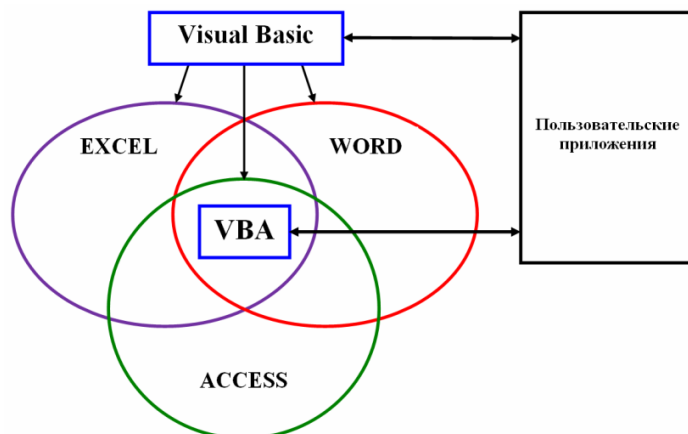 Visual Basic
EXCEL
WORD
Пользовательские
приложения
VBA
ACCESS